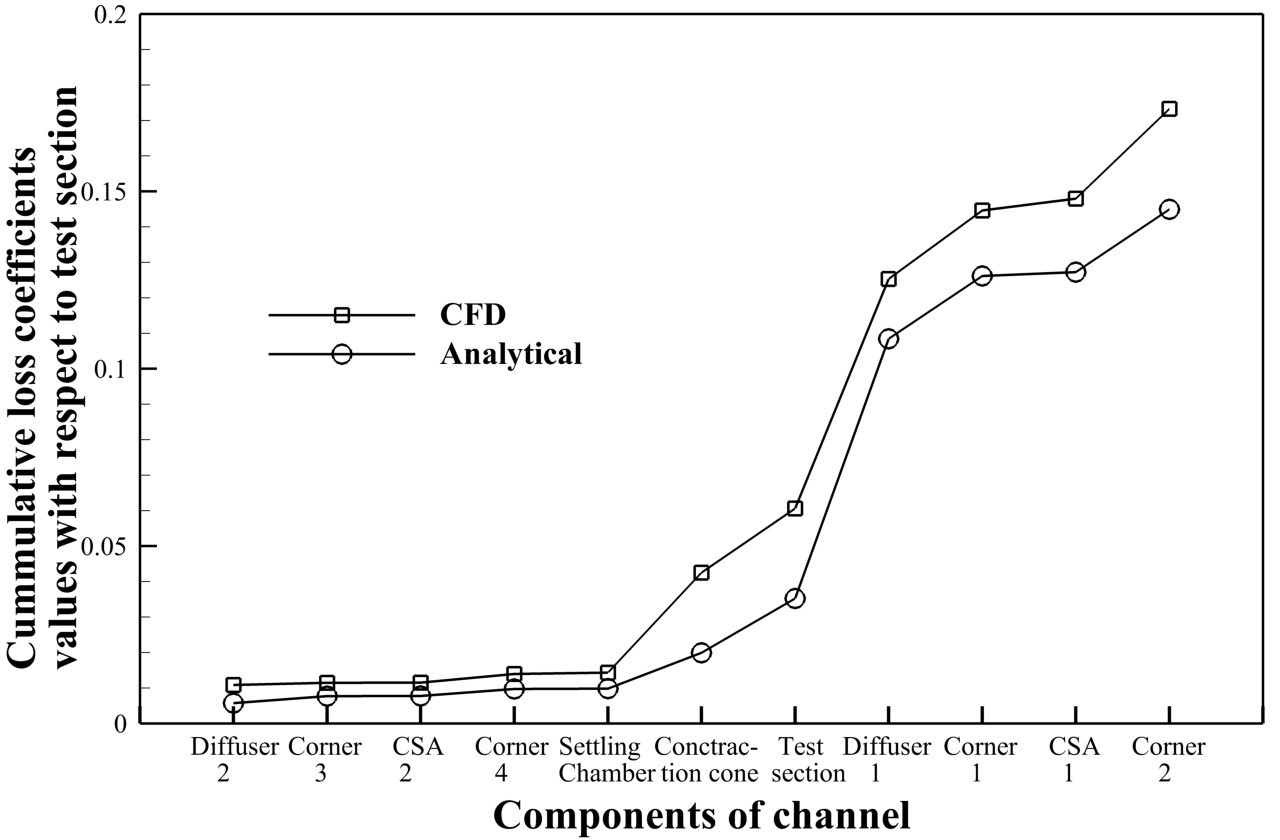 Cummulative loss coefficients
values with respect to test section
0.2
0.15
0.1
0.05
0
CFD
Analytical
Diffuser
2
Corner
3
CSA
2
Corner
4
Settling
Chamber
Conctrac-
tion cone
Test
section
Diffuser
1
Corner
1
CSA
1
Corner
2
Components of channel